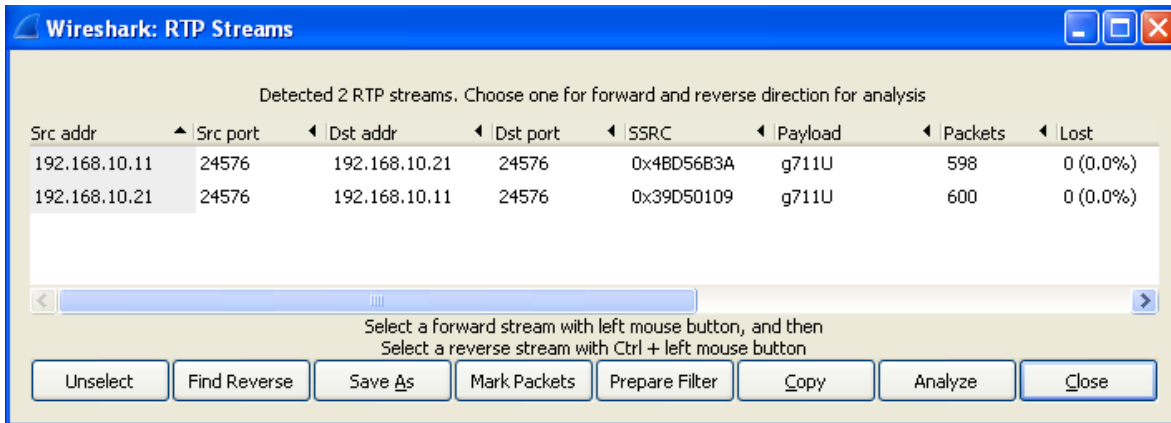 Wireshark: RTP Streams
Detected 2 RTP streams. Choose one for forward and reverse direction for analysis
Src addr Src port Dst addr Dst port SSRC Payload Packets Lost
192.168.10.11 24576 192.168.10.21 24576 0x4BD56B3A g711U 598 0 (0.0%)
192.168.10.21 24576 192.168.10.11 24576 0x39D50109 g711U 600 0 (0.0%)
Select a forward stream with left mouse button, and then
Select a reverse stream with Ctrl + left mouse button
Unselect Find Reverse Save As Mark Packets Prepare Filter Copy Analyze Close